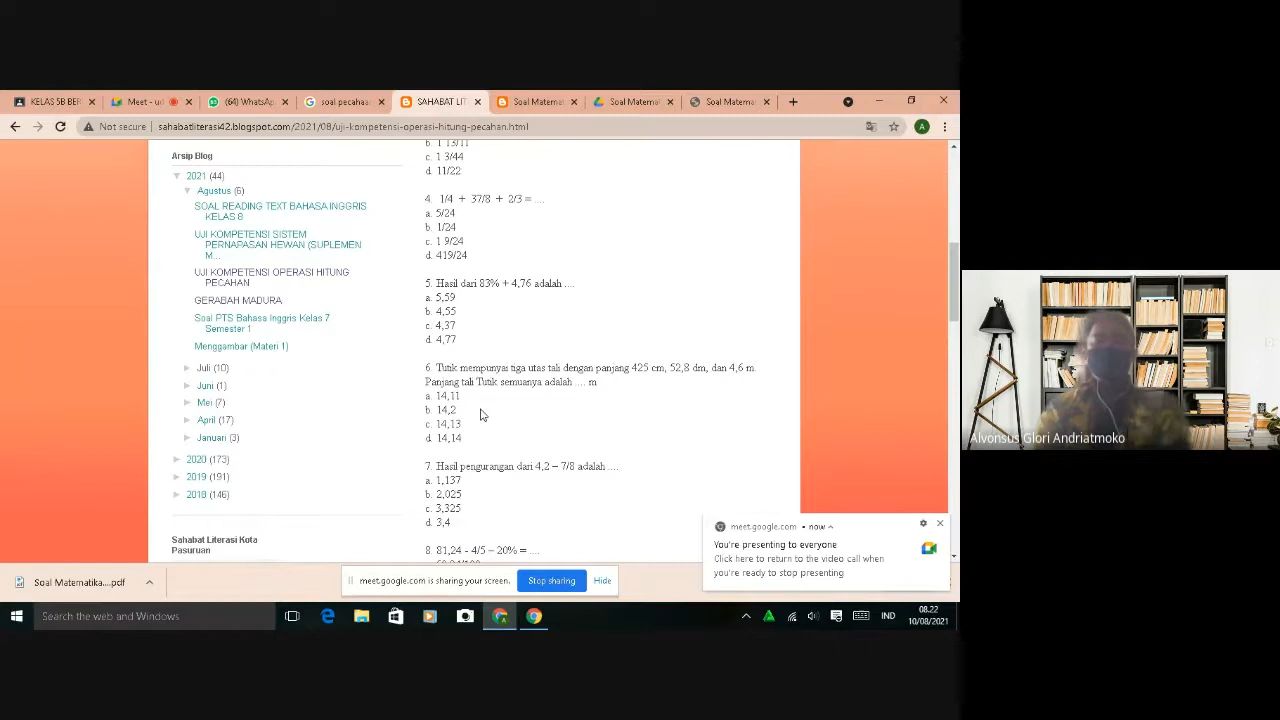 KELAS 5B BER
Meet - ud
(64) WhatsAp
soal pecahaan
SAHABAT LIT
Soal Matemat
Soal Matemat
Soal Matemat
Not secure
sahabatliterasi42.blogspot.com/2021/08/uji-kompetensi-operasi-hitung-pecahan.html
A
Arsip Blog
2021 (44)
Agustus (6)
SOAL READING TEXT BAHASA INGGRIS
KELAS 8
UJI KOMPETENSI SISTEM
PERNAPASAN HEWAN (SUPLEMEN
M...
UJI KOMPETENSI OPERASI HITUNG
PECAHAN
GERABAH MADURA
Soal PTS Bahasa Inggris Kelas 7
Semester 1
Menggambar (Materi 1)
Juli (10)
Juni (1)
Mei (7)
April (17)
Januari (3)
2020 (173)
2019 (191)
2018 (146)
Sahabat Literasi Kota
Pasuruan
b. 1 13/11
c. 1 3/44
d. 11/22
4. 1/4 + 37/8 + 2/3 = ....
a. 5/24
b. 1/24
c. 1 9/24
d. 419/24
5. Hasil dari 83% + 4,76 adalah ....
a. 5,59
b. 4,55
c. 4,37
d. 4,77
6. Tutik mempunyai tiga utas tali dengan panjang 425 cm, 52,8 dm, dan 4,6 m.
Panjang tali Tutik semuanya adalah .... m
a. 14,11
b. 14,2
c. 14,13
d. 14,14
7. Hasil pengurangan dari 4,2 – 7/8 adalah ....
a. 1,137
b. 2,025
c. 3,325
d. 3,4
8. 81,24 - 4/5 – 20% = ....
meet.google.com • now
You're presenting to everyone
Click here to return to the video call when
you're ready to stop presenting
Soal Matematika....pdf
meet.google.com is sharing your screen.
Stop sharing
Hide
Search the web and Windows
IND
08.22
10/08/2021
Alvonsus Glori Andriatmoko